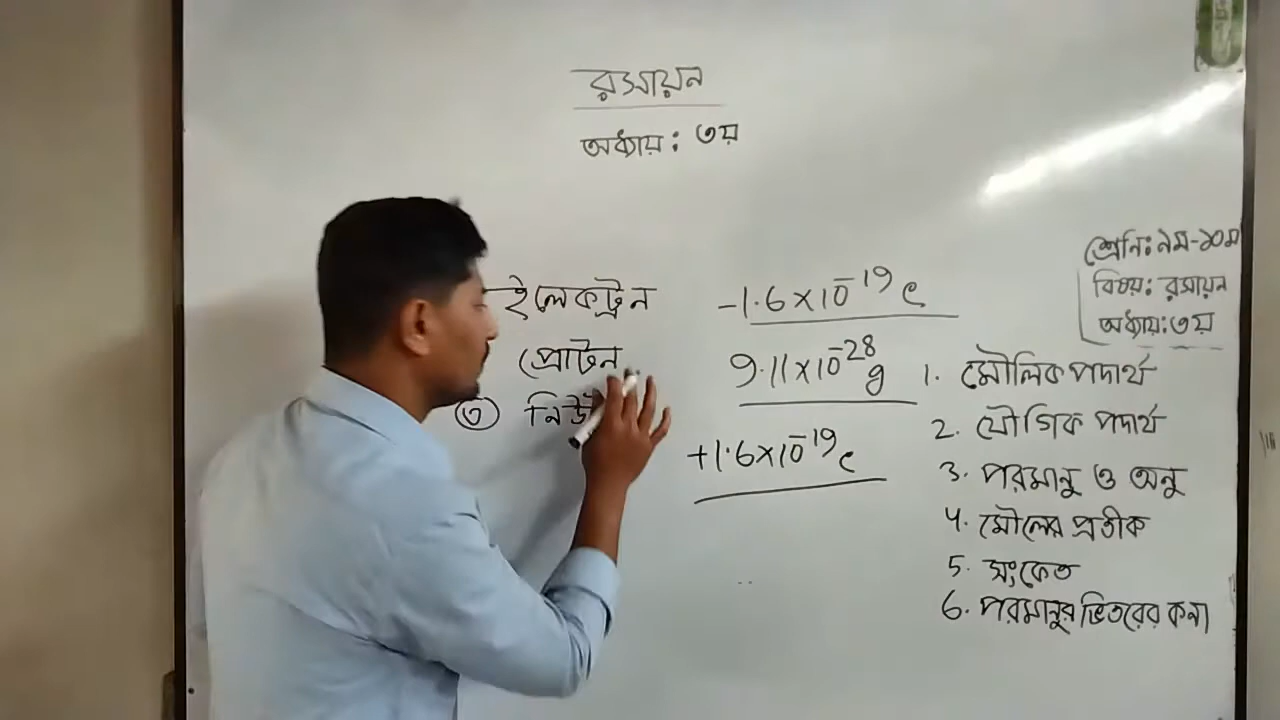 রসায়ন
অধ্যায় : ৩য়
ইলেকট্রন
প্রোটন
৩ নিউ
-1.6×10⁻¹⁹ c
9.11×10⁻²⁸ g
+1.6×10⁻¹⁹ c
শ্রেনি: ৯ম-১০ম
বিষয়: রসায়ন
অধ্যায়: ৩য়
1. মৌলিক পদার্থ
2. যৌগিক পদার্থ
3. পরমানু ও অনু
4. মৌলের প্রতীক
5. সংকেত
6. পরমানুর ভিতরের কনা